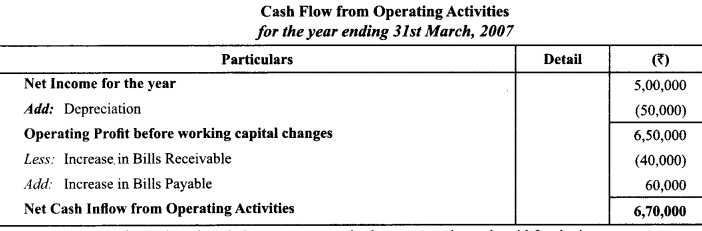 Cash Flow from Operating Activities
for the year ending 31st March, 2007
Particulars Detail (₹)
Net Income for the year 5,00,000
Add: Depreciation (50,000)
Operating Profit before working capital changes 6,50,000
Less: Increase in Bills Receivable (40,000)
Add: Increase in Bills Payable 60,000
Net Cash Inflow from Operating Activities 6,70,000